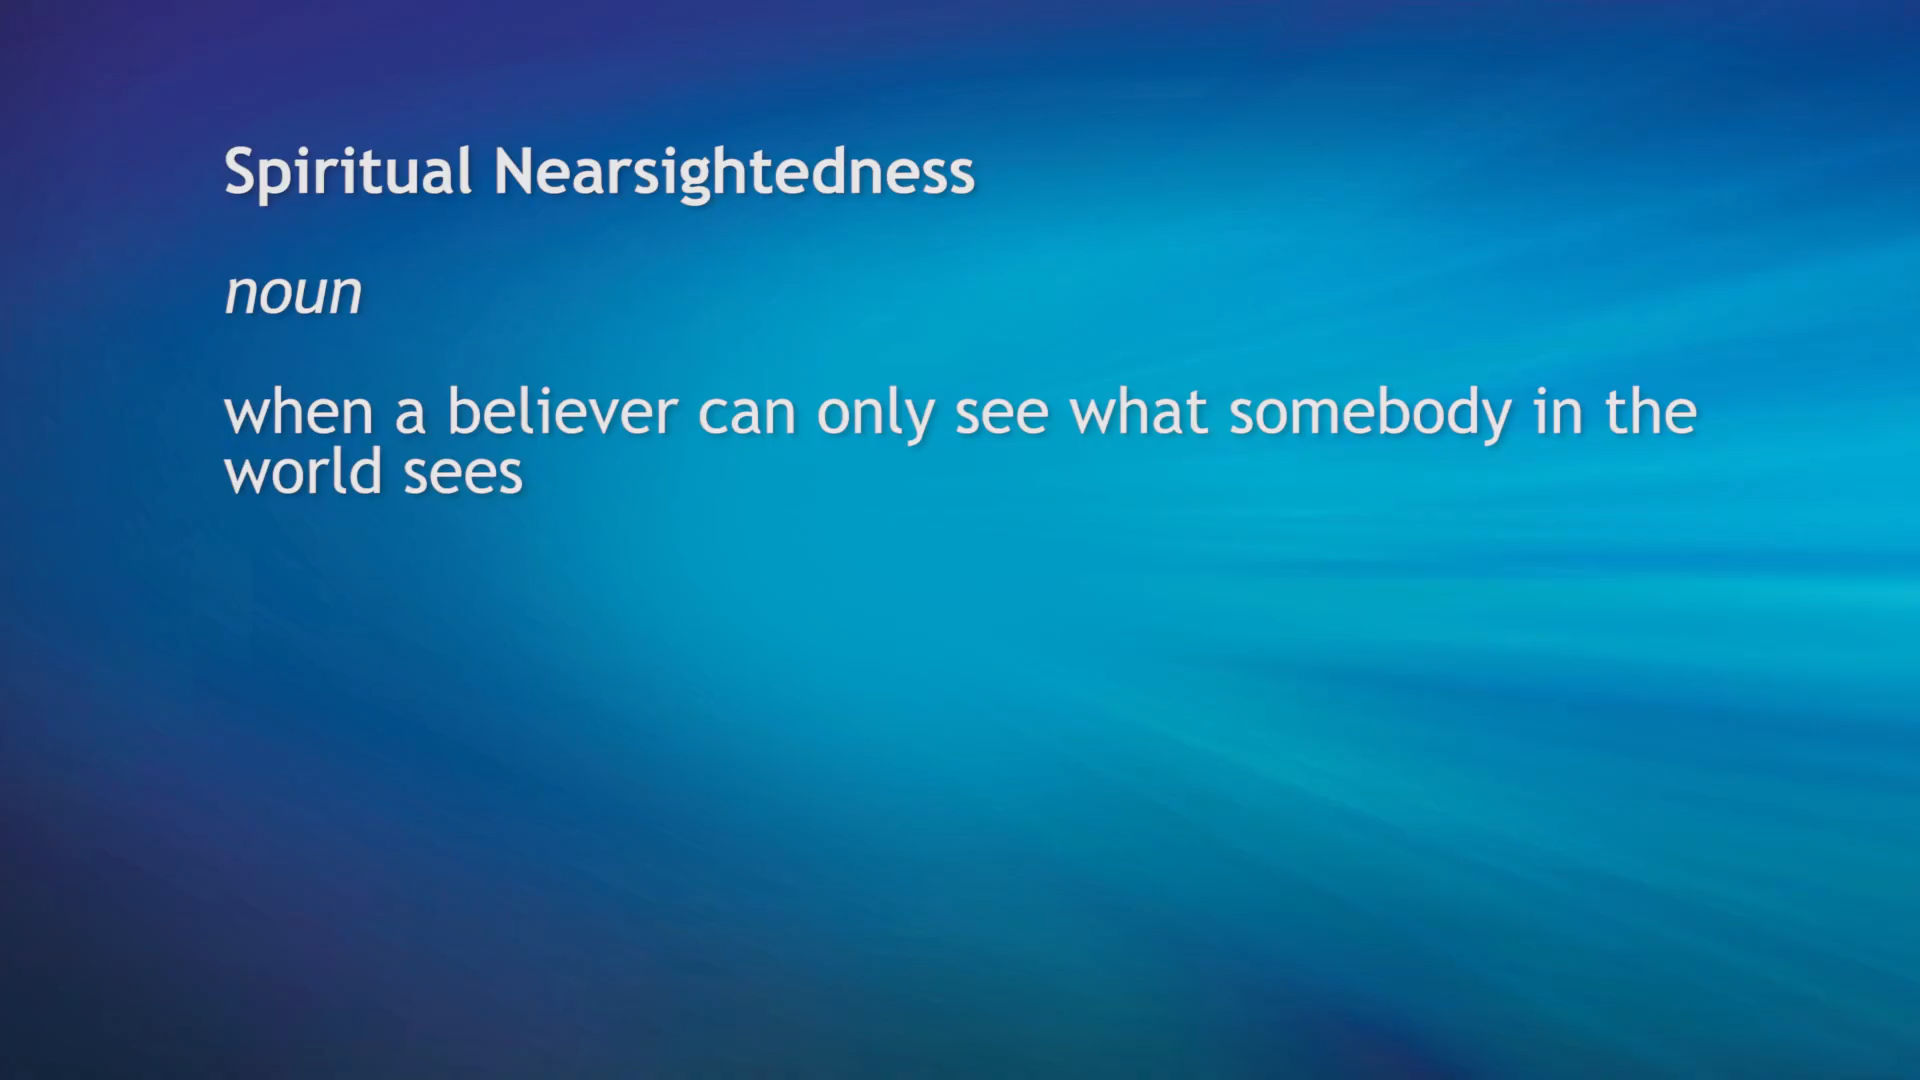 Spiritual Nearsightedness
noun
when a believer can only see what somebody in the
world sees